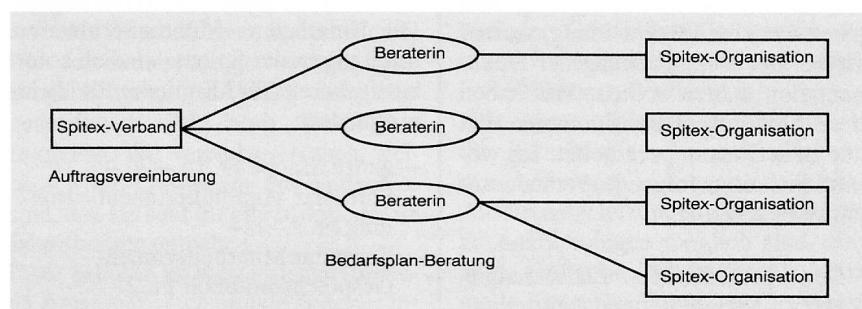 Beraterin
Spitex-Organisation
Spitex-Verband
Beraterin
Spitex-Organisation
Auftragsvereinbarung
Beraterin
Spitex-Organisation
Bedarfsplan-Beratung
Spitex-Organisation